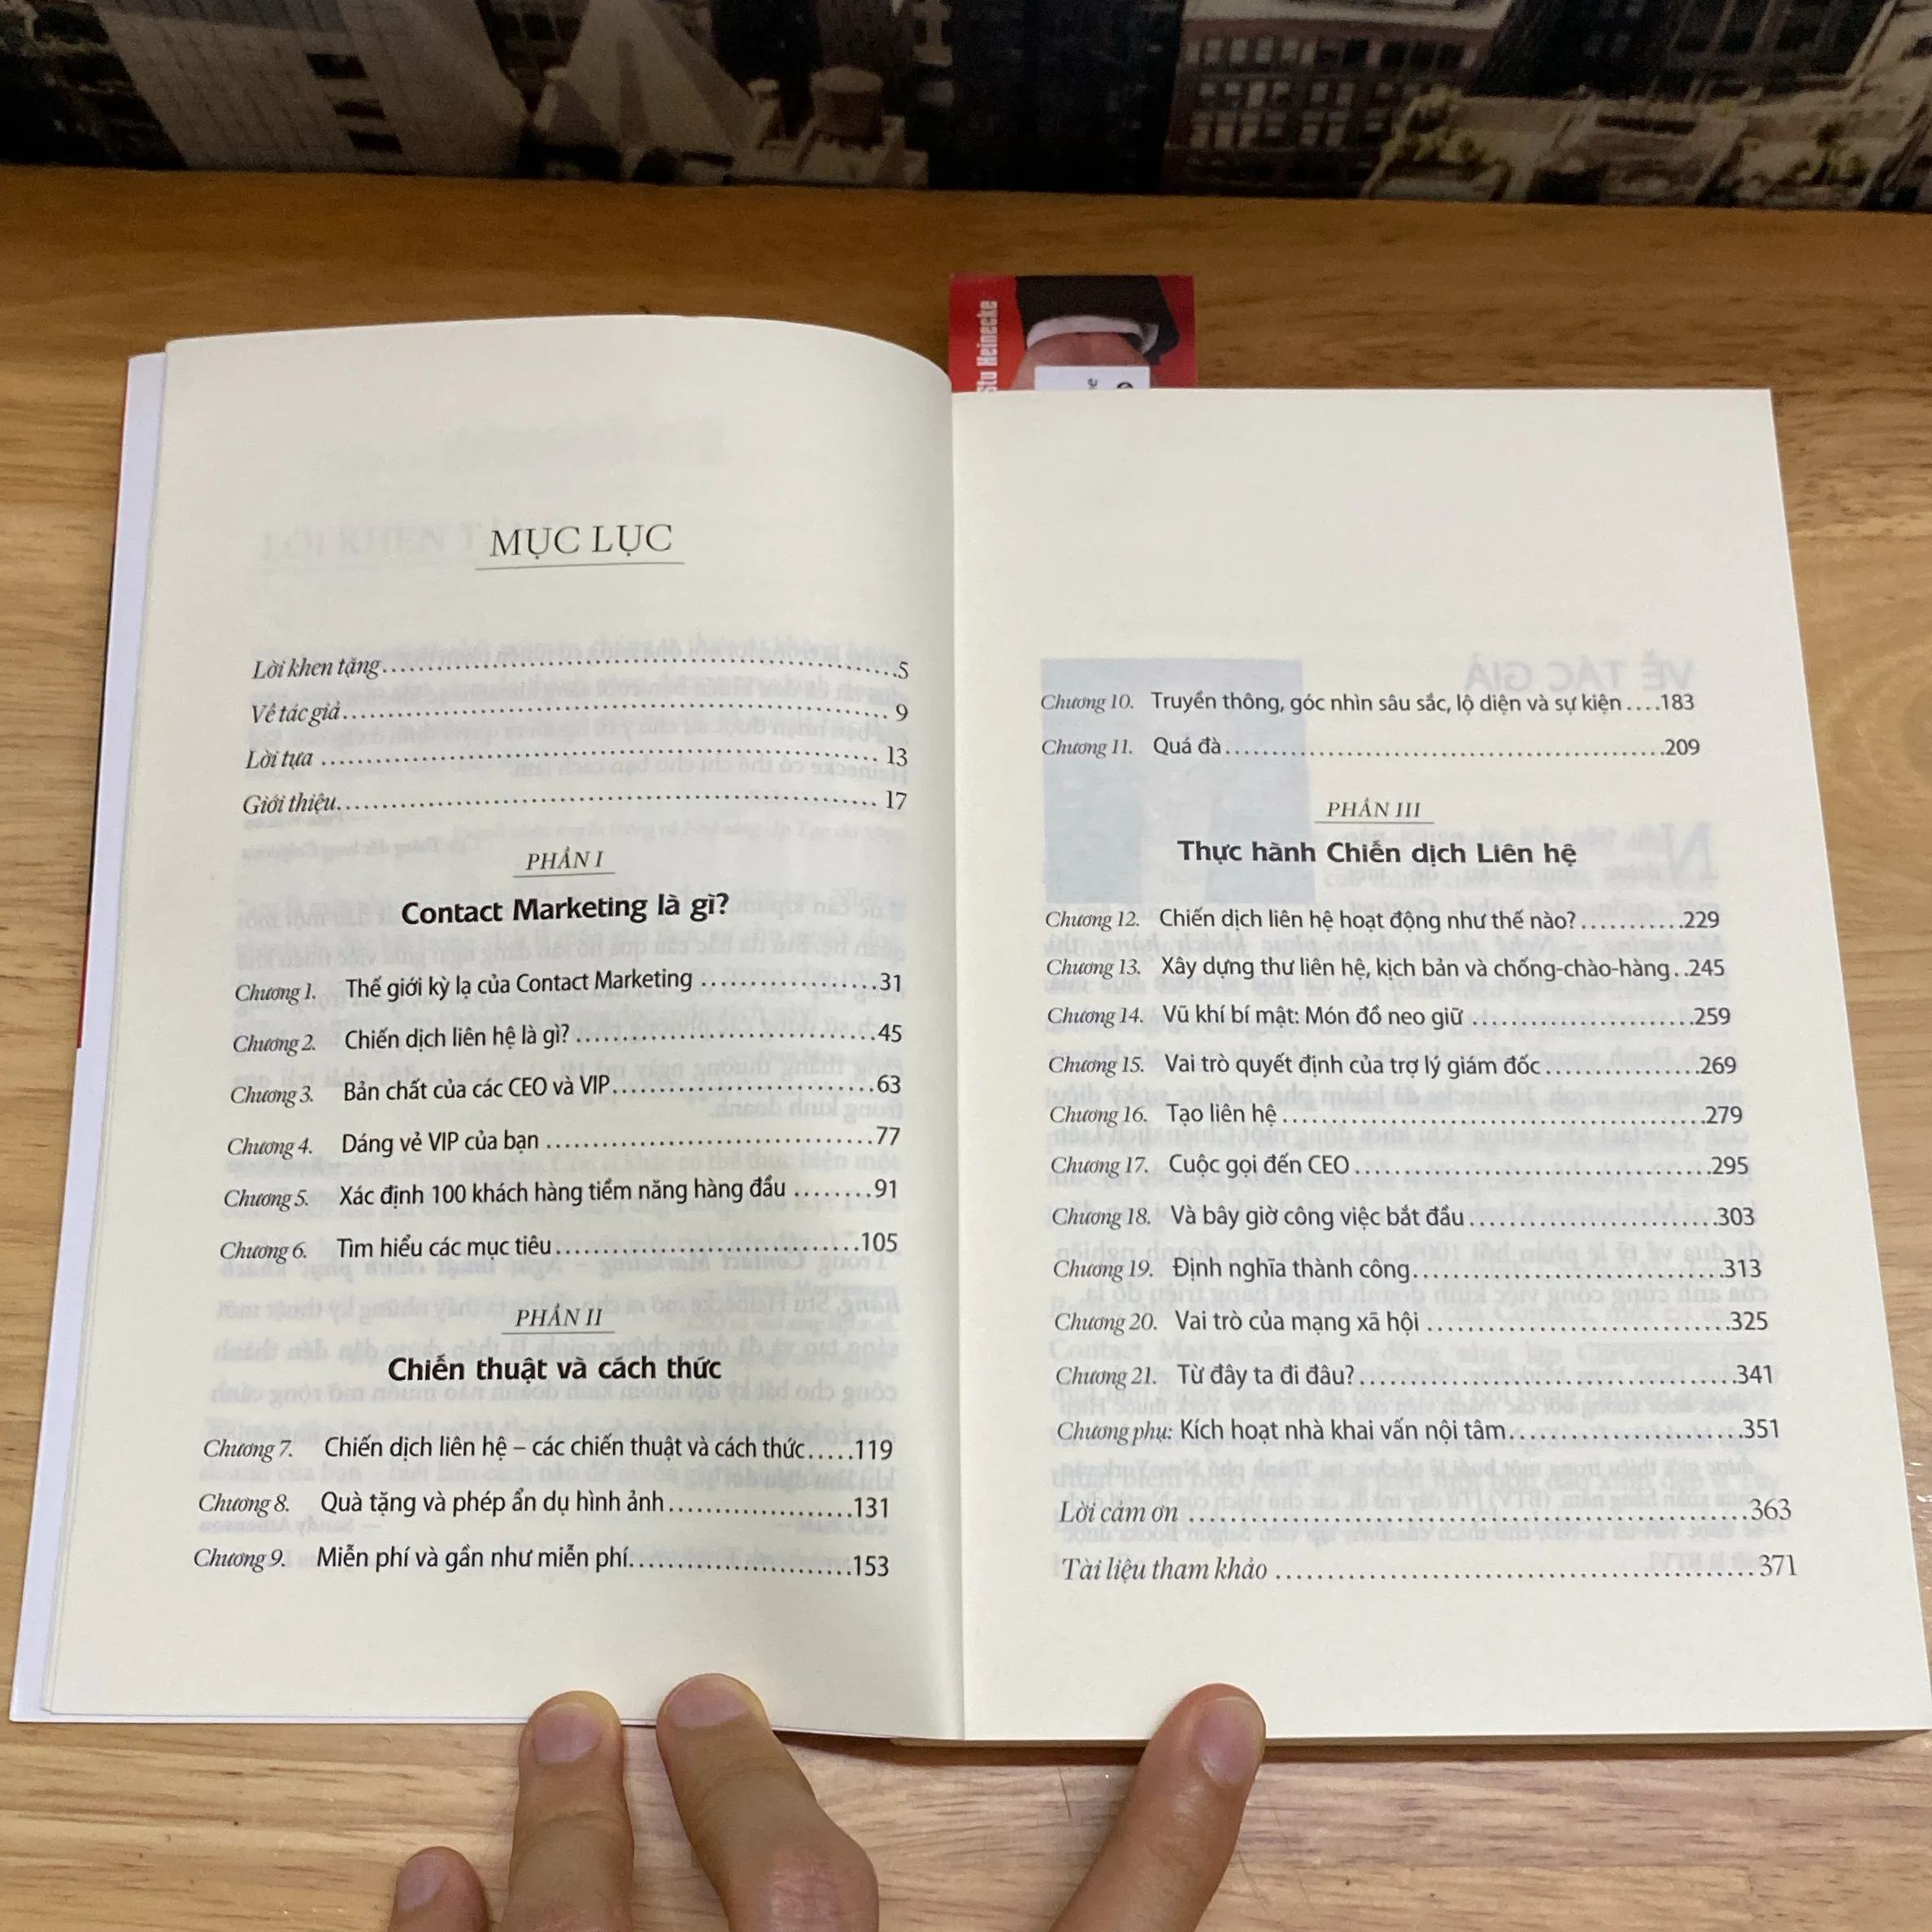 Stu Heinecke
MỤC LỤC
Lời khen tặng.....5
Về tác giả.....9
Lời tựa.....13
Giới thiệu.....17
PHẦN I
Contact Marketing là gì?
Chương 1. Thế giới kỳ lạ của Contact Marketing.....31
Chương 2. Chiến dịch liên hệ là gì?.....45
Chương 3. Bản chất của các CEO và VIP.....63
Chương 4. Dáng vẻ VIP của bạn.....77
Chương 5. Xác định 100 khách hàng tiềm năng hàng đầu.....91
Chương 6. Tìm hiểu các mục tiêu.....105
PHẦN II
Chiến thuật và cách thức
Chương 7. Chiến dịch liên hệ – các chiến thuật và cách thức.....119
Chương 8. Quà tặng và phép ẩn dụ hình ảnh.....131
Chương 9. Miễn phí và gần như miễn phí.....153
Chương 10. Truyền thông, góc nhìn sâu sắc, lộ diện và sự kiện....183
Chương 11. Quá đà.....209
PHẦN III
Thực hành Chiến dịch Liên hệ
Chương 12. Chiến dịch liên hệ hoạt động như thế nào?.....229
Chương 13. Xây dựng thư liên hệ, kịch bản và chống-chào-hàng..245
Chương 14. Vũ khí bí mật: Món đồ neo giữ.....259
Chương 15. Vai trò quyết định của trợ lý giám đốc.....269
Chương 16. Tạo liên hệ.....279
Chương 17. Cuộc gọi đến CEO.....295
Chương 18. Và bây giờ công việc bắt đầu.....303
Chương 19. Định nghĩa thành công.....313
Chương 20. Vai trò của mạng xã hội.....325
Chương 21. Từ đây ta đi đâu?.....341
Chương phụ: Kích hoạt nhà khai vấn nội tâm.....351
Lời cảm ơn.....363
Tài liệu tham khảo.....371